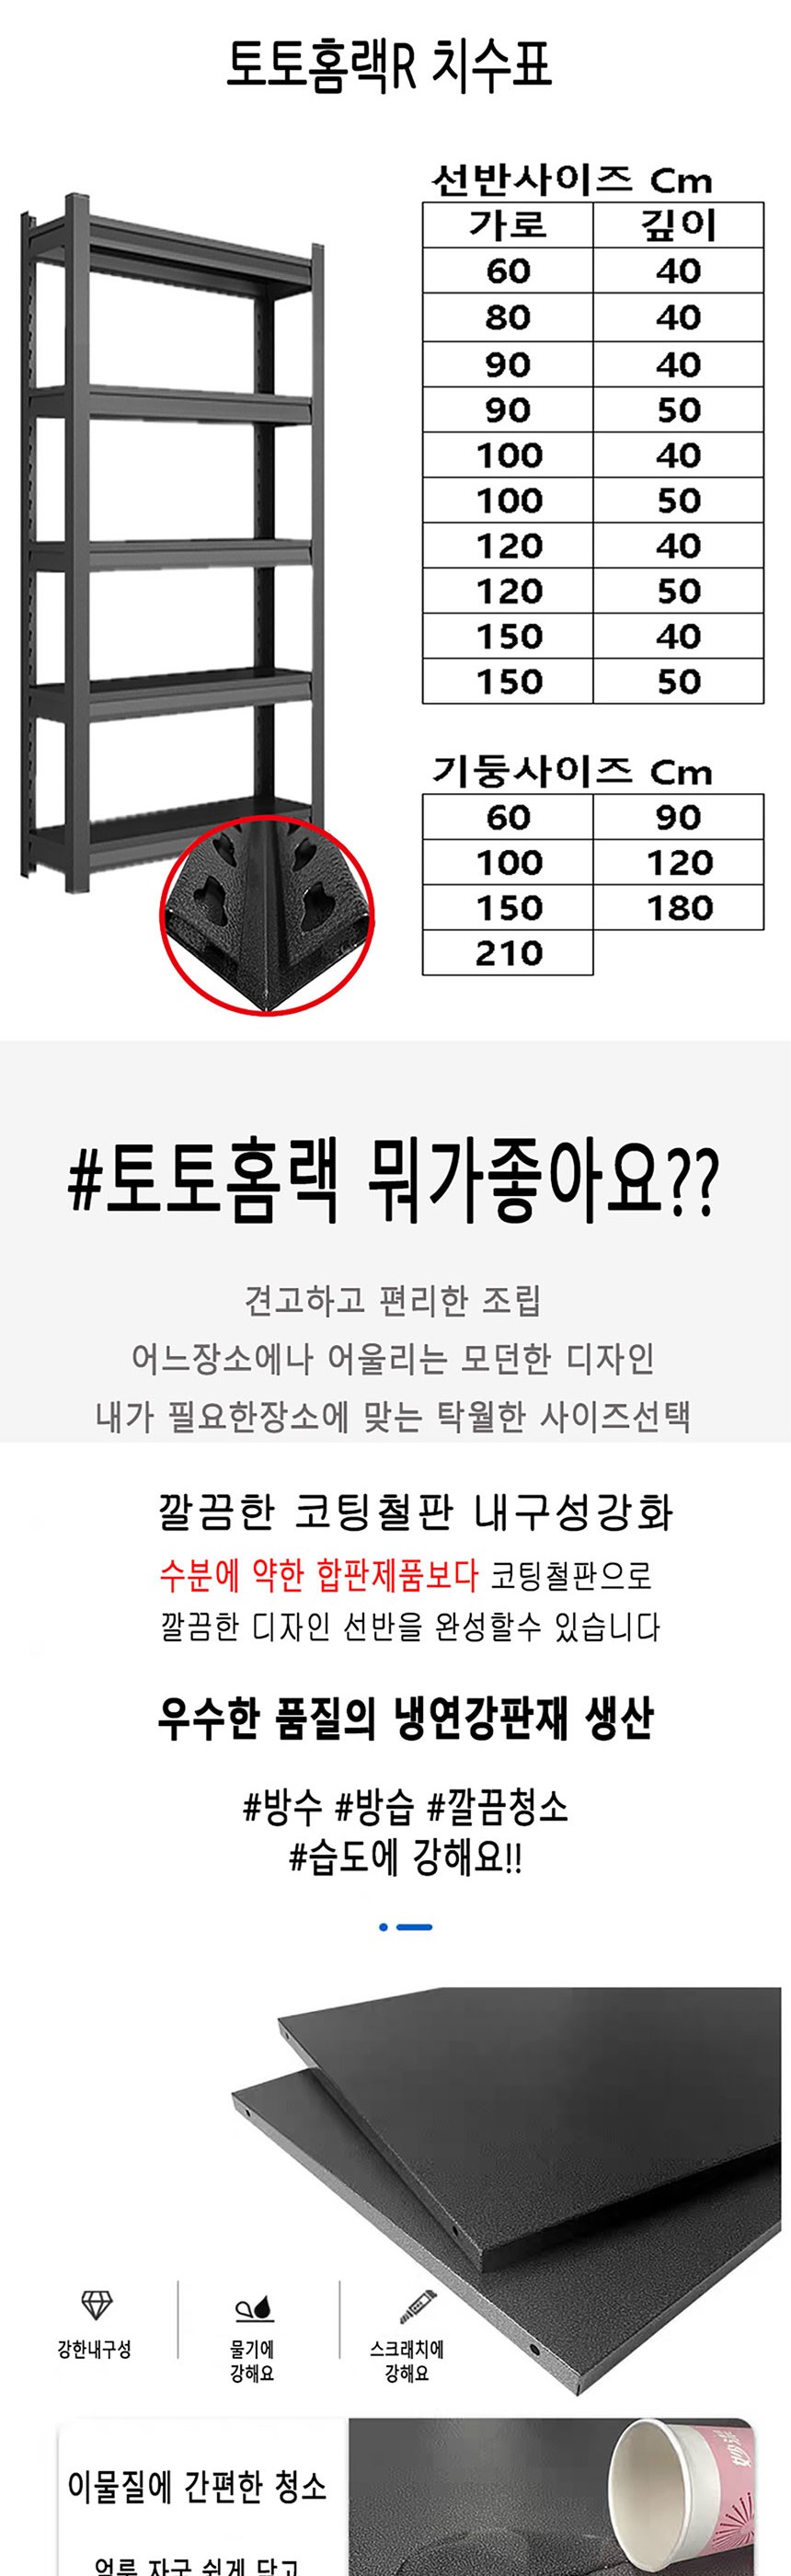 토토홈랙R 치수표
선반사이즈 Cm
가로 깊이
60 40
80 40
90 40
90 50
100 40
100 50
120 40
120 50
150 40
150 50
기둥사이즈 Cm
60 90
100 120
150 180
210
#토토홈랙 뭐가좋아요??
견고하고 편리한 조립
어느장소에나 어울리는 모던한 디자인
내가 필요한장소에 맞는 탁월한 사이즈선택
깔끔한 코팅철판 내구성강화
수분에 약한 합판제품보다 코팅철판으로
깔끔한 디자인 선반을 완성할수 있습니다
우수한 품질의 냉연강판재 생산
#방수 #방습 #깔끔청소
#습도에 강해요!!
강한내구성
물기에
강해요
스크래치에
강해요
이물질에 간편한 청소
얼룩 자국 쉽게 닦고